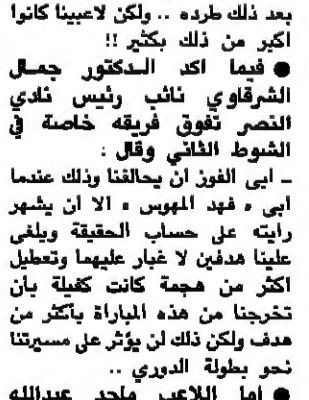 بعد ذلك طرده .. ولكن لاعبينا كانوا
اكبر من ذلك بكثير !!
● فيما اكد الدكتور جمال
الشرقاوي نائب رئيس نادي
النصر تفوق فريقه خاصة في
الشوط الثاني وقال :
ـ ابى الفوز ان يحالفنا وذلك عندما
ابى « فهد المهوس » الا ان يشهر
رايته على حساب الحقيقة ويلغي
علينا هدفين لا غبار عليهما وتعطيل
اكثر من هجمة كانت كفيلة بأن
تخرجنا من هذه المباراة بأكثر من
هدف ولكن ذلك لن يؤثر على مسيرتنا
نحو بطولة الدوري ..
● اما اللاعب ماجد عبدالله